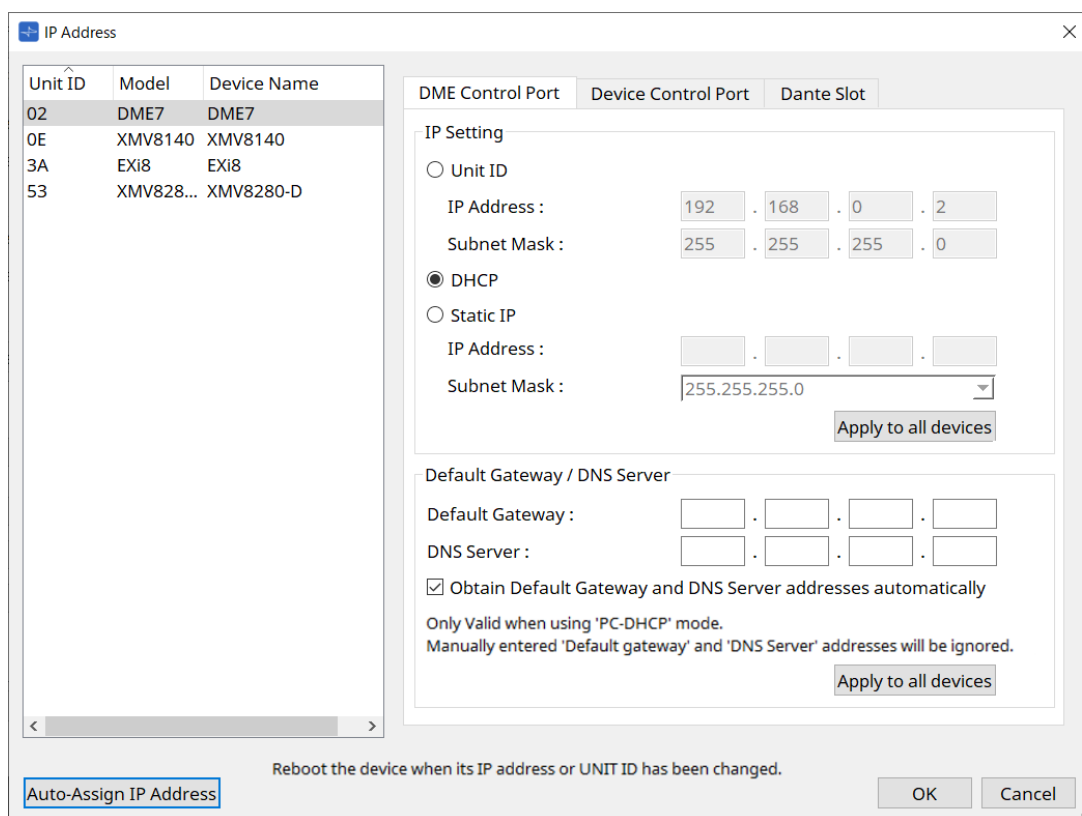 IP Address
Unit ID Model Device Name
02 DME7 DME7
0E XMV8140 XMV8140
3A EXi8 EXi8
53 XMV828... XMV8280-D
DME Control Port Device Control Port Dante Slot
IP Setting
Unit ID
IP Address : 192 . 168 . 0 . 2
Subnet Mask : 255 . 255 . 255 . 0
DHCP
Static IP
IP Address : . . .
Subnet Mask : 255.255.255.0
Apply to all devices
Default Gateway / DNS Server
Default Gateway : . . .
DNS Server : . . .
Obtain Default Gateway and DNS Server addresses automatically
Only Valid when using 'PC-DHCP' mode.
Manually entered 'Default gateway' and 'DNS Server' addresses will be ignored.
Apply to all devices
Reboot the device when its IP address or UNIT ID has been changed.
Auto-Assign IP Address OK Cancel